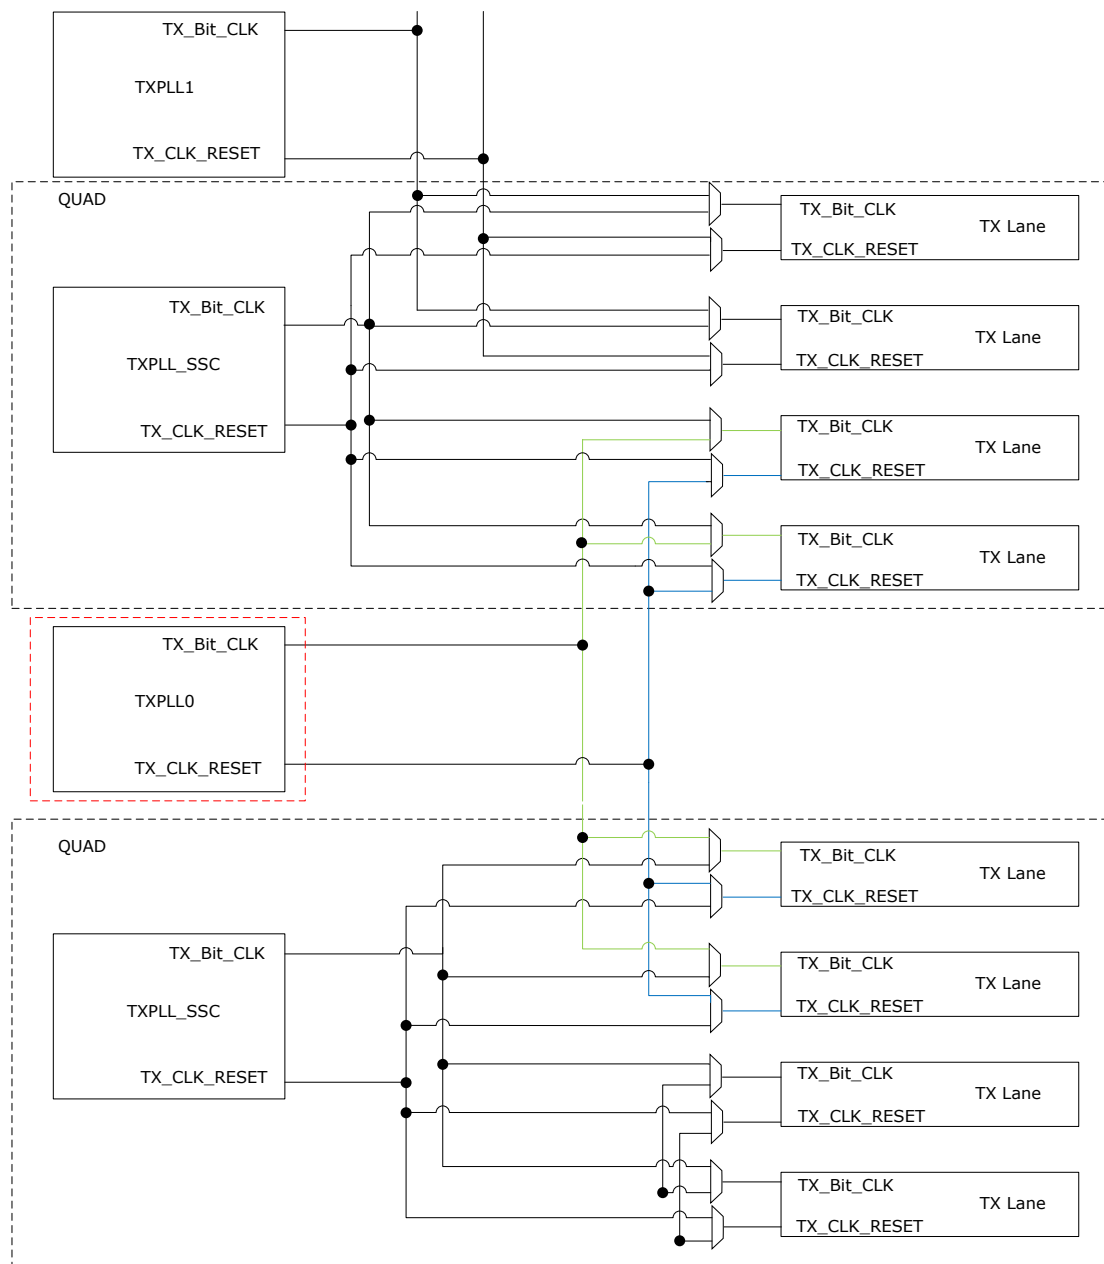 TX_Bit_CLK
TXPLL1
TX_CLK_RESET
QUAD
TX_Bit_CLK
TX Lane
TX_CLK_RESET
TX_Bit_CLK
TXPLL_SSC
TX_CLK_RESET
TX_Bit_CLK
TX Lane
TX_CLK_RESET
TX_Bit_CLK
TX Lane
TX_CLK_RESET
TX_Bit_CLK
TX Lane
TX_CLK_RESET
TX_Bit_CLK
TXPLL0
TX_CLK_RESET
QUAD
TX_Bit_CLK
TX Lane
TX_CLK_RESET
TX_Bit_CLK
TXPLL_SSC
TX_CLK_RESET
TX_Bit_CLK
TX Lane
TX_CLK_RESET
TX_Bit_CLK
TX Lane
TX_CLK_RESET
TX_Bit_CLK
TX Lane
TX_CLK_RESET